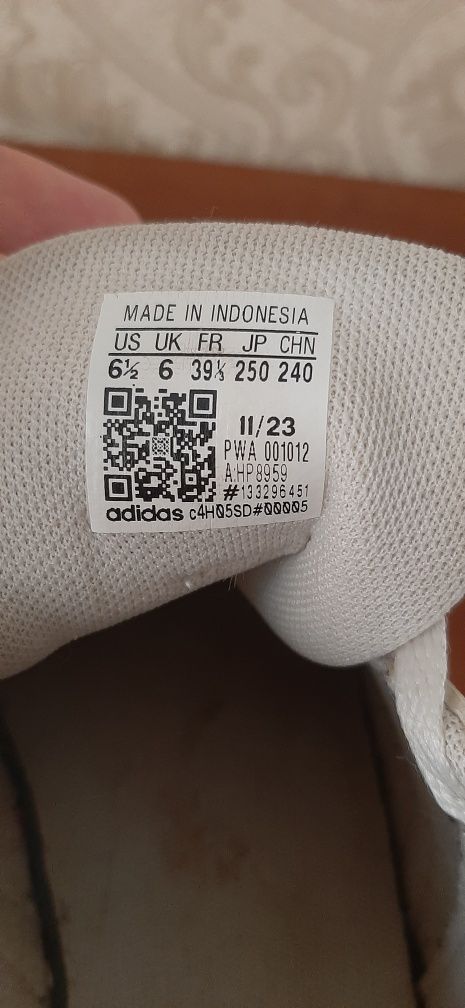 MADE IN INDONESIA
US UK FR JP CHN
6½ 6 39⅓ 250 240
11/23
PWA 001012
A:HP8959
#133296451
adidas c4H05SD#00005